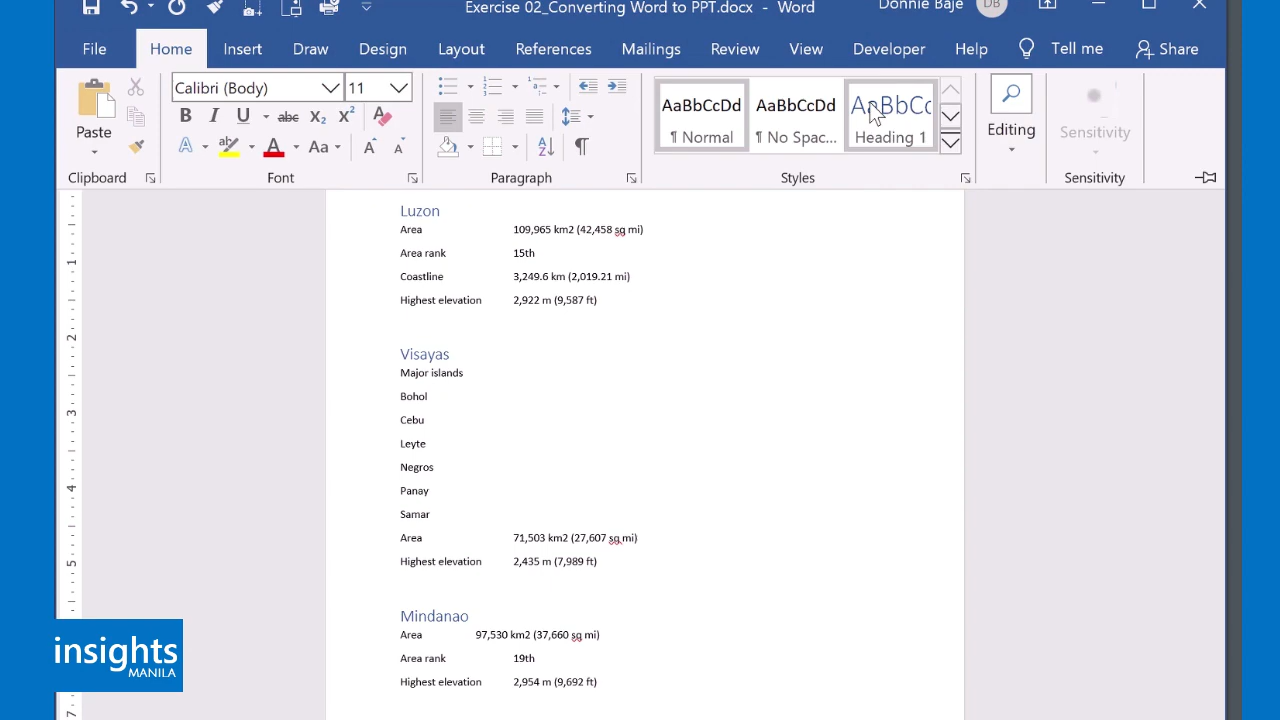 Exercise 02_Converting Word to PPT.docx - Word
Donnie Baje
DB
File Home Insert Draw Design Layout References Mailings Review View Developer Help Tell me Share
Calibri (Body) 11
AaBbCcDd AaBbCcDd AaBbCc
Paste
B I U abc X2 X2
¶ Normal ¶ No Spac... Heading 1
Editing
Sensitivity
A A Aa A A
Clipboard Font Paragraph Styles Sensitivity
Luzon
Area 109,965 km2 (42,458 sq mi)
Area rank 15th
Coastline 3,249.6 km (2,019.21 mi)
Highest elevation 2,922 m (9,587 ft)
Visayas
Major islands
Bohol
Cebu
Leyte
Negros
Panay
Samar
Area 71,503 km2 (27,607 sq mi)
Highest elevation 2,435 m (7,989 ft)
Mindanao
Area 97,530 km2 (37,660 sq mi)
Area rank 19th
Highest elevation 2,954 m (9,692 ft)
1
2
3
4
5
7
insights
MANILA